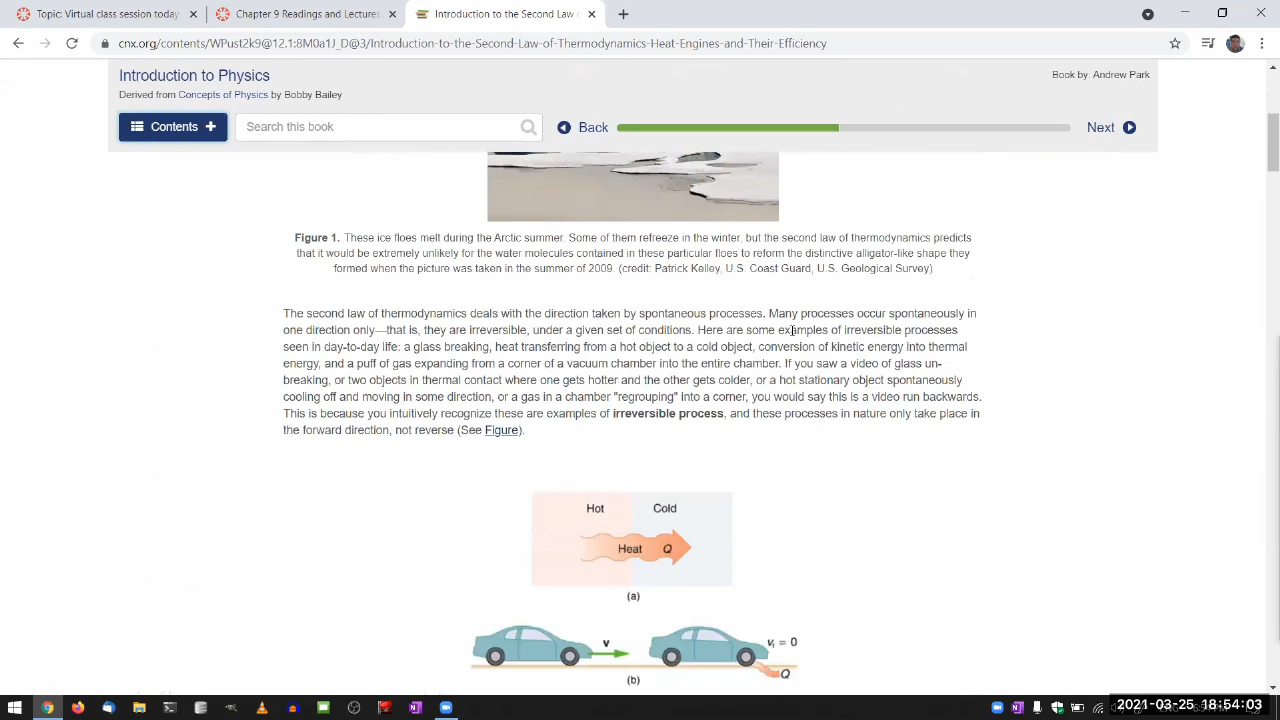 Topic: Virtual class session today
Chapter 9 Readings and Lectures
Introduction to the Second Law o
cnx.org/contents/WPust2k9@12.1:8M0a1J_D@3/Introduction-to-the-Second-Law-of-Thermodynamics-Heat-Engines-and-Their-Efficiency
Introduction to Physics
Book by: Andrew Park
Derived from Concepts of Physics by Bobby Bailey
Contents +
Search this book
Back
Next
Figure 1. These ice floes melt during the Arctic summer. Some of them refreeze in the winter, but the second law of thermodynamics predicts
that it would be extremely unlikely for the water molecules contained in these particular floes to reform the distinctive alligator-like shape they
formed when the picture was taken in the summer of 2009. (credit: Patrick Kelley, U.S. Coast Guard, U.S. Geological Survey)
The second law of thermodynamics deals with the direction taken by spontaneous processes. Many processes occur spontaneously in
one direction only—that is, they are irreversible, under a given set of conditions. Here are some examples of irreversible processes
seen in day-to-day life: a glass breaking, heat transferring from a hot object to a cold object, conversion of kinetic energy into thermal
energy, and a puff of gas expanding from a corner of a vacuum chamber into the entire chamber. If you saw a video of glass un-
breaking, or two objects in thermal contact where one gets hotter and the other gets colder, or a hot stationary object spontaneously
cooling off and moving in some direction, or a gas in a chamber "regrouping" into a corner, you would say this is a video run backwards.
This is because you intuitively recognize these are examples of irreversible process, and these processes in nature only take place in
the forward direction, not reverse (See Figure).
Hot Cold
Heat Q
(a)
v
vf = 0
Q
(b)
2021-03-25 18:54:03